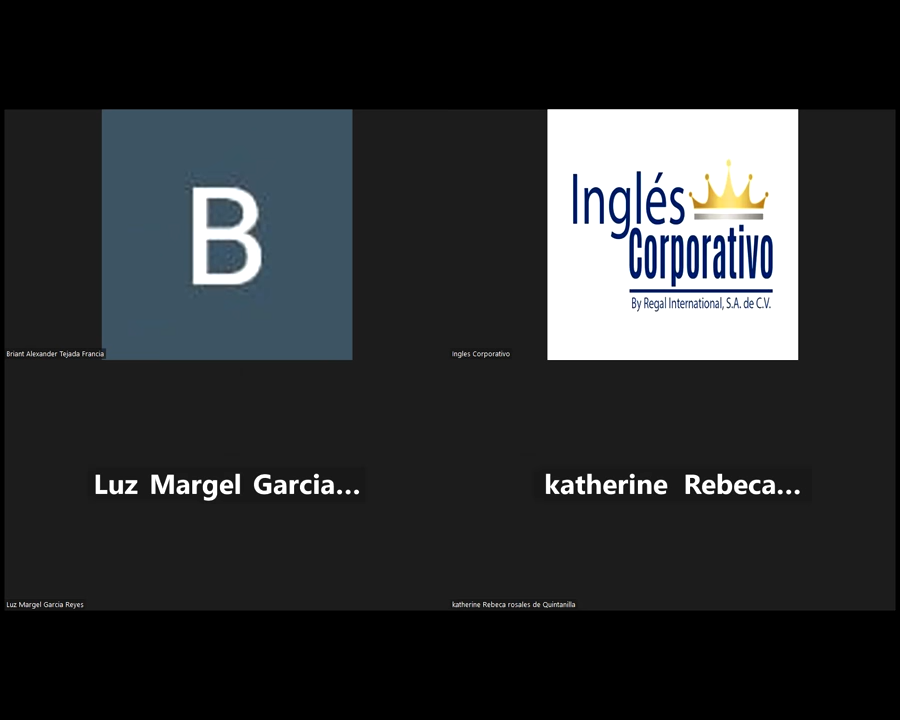 B
Briant Alexander Tejada Francia
Inglés
Corporativo
By Regal International, S.A. de C.V.
Ingles Corporativo
Luz Margel Garcia...
Luz Margel Garcia Reyes
katherine Rebeca...
katherine Rebeca rosales de Quintanilla